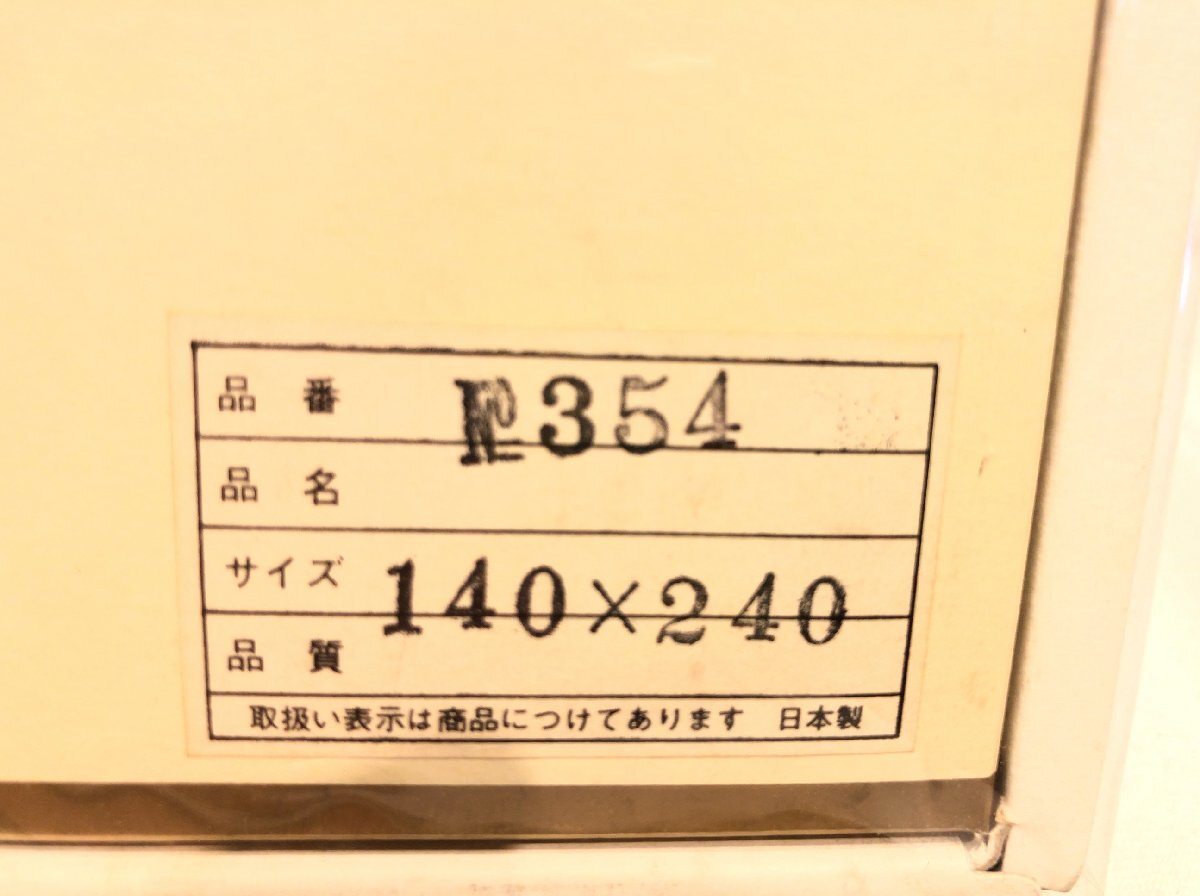 品番 №354
品名
サイズ 140×240
品質
取扱い表示は商品につけてあります 日本製